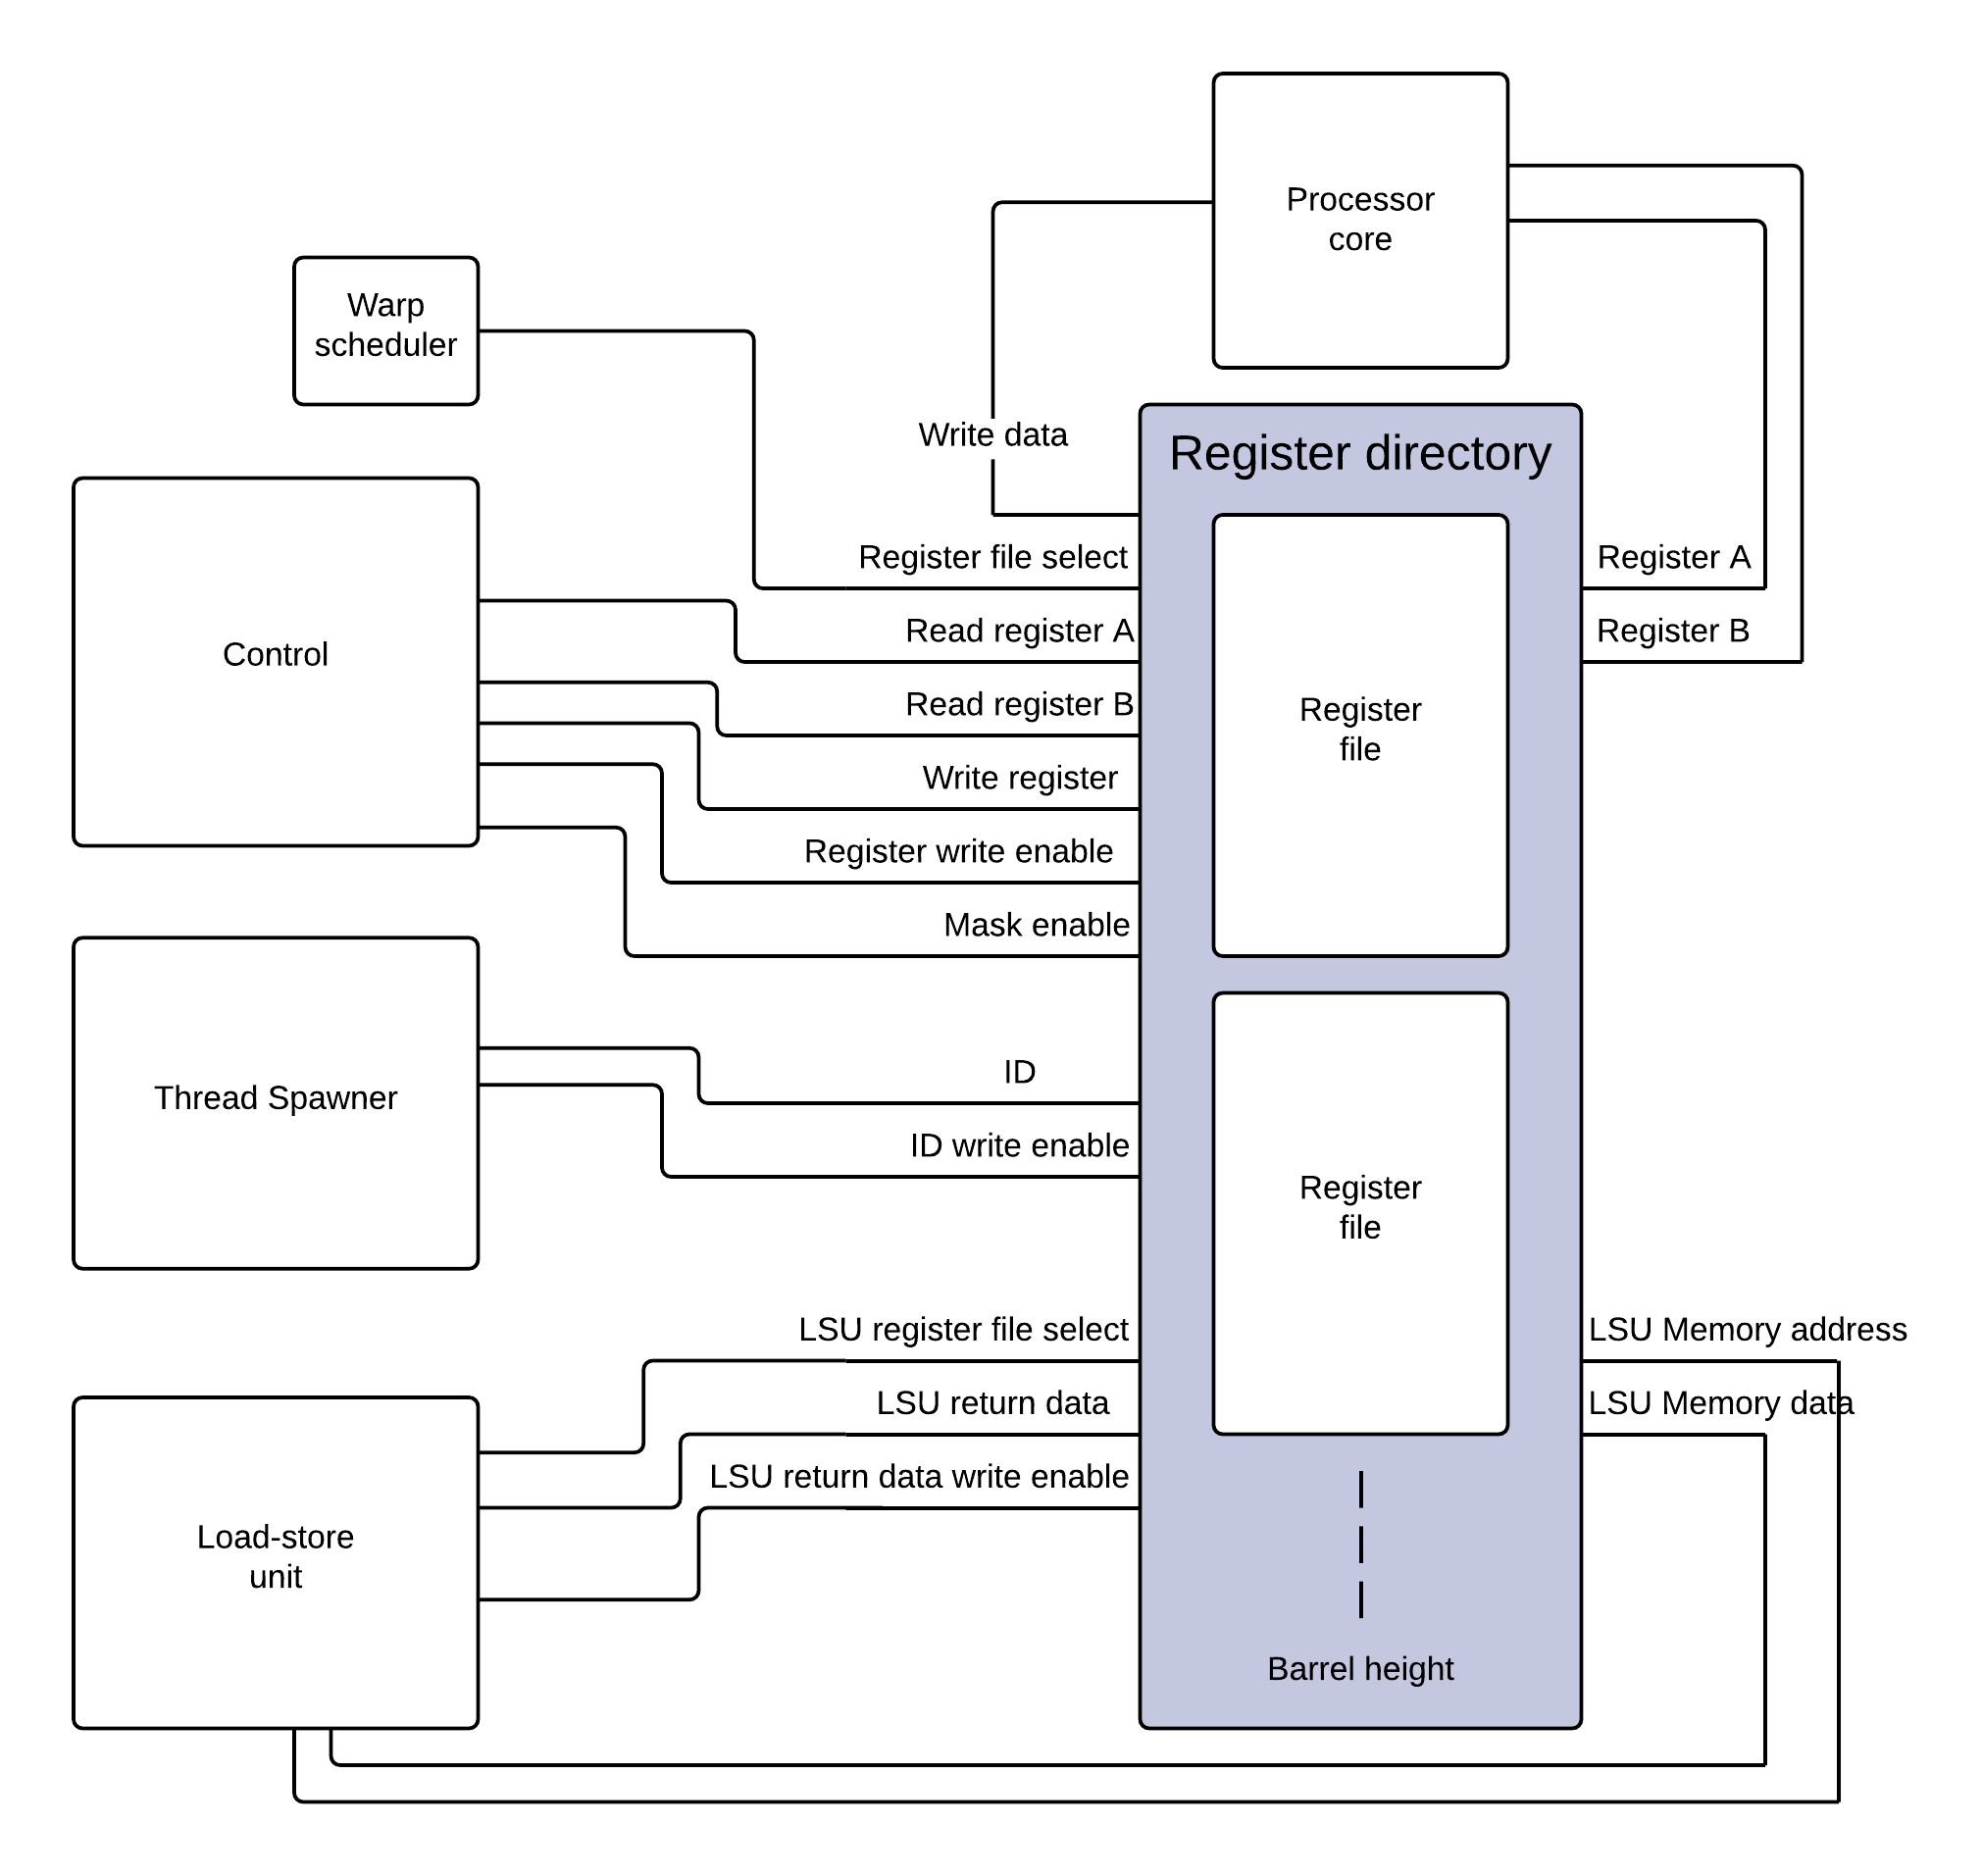 Processor
core
Warp
scheduler
Write data
Register directory
Register file select
Register A
Read register A
Register B
Control
Read register B
Register
file
Write register
Register write enable
Mask enable
ID
Thread Spawner
ID write enable
Register
file
LSU register file select
LSU Memory address
LSU return data
LSU Memory data
LSU return data write enable
Load-store
unit
Barrel height